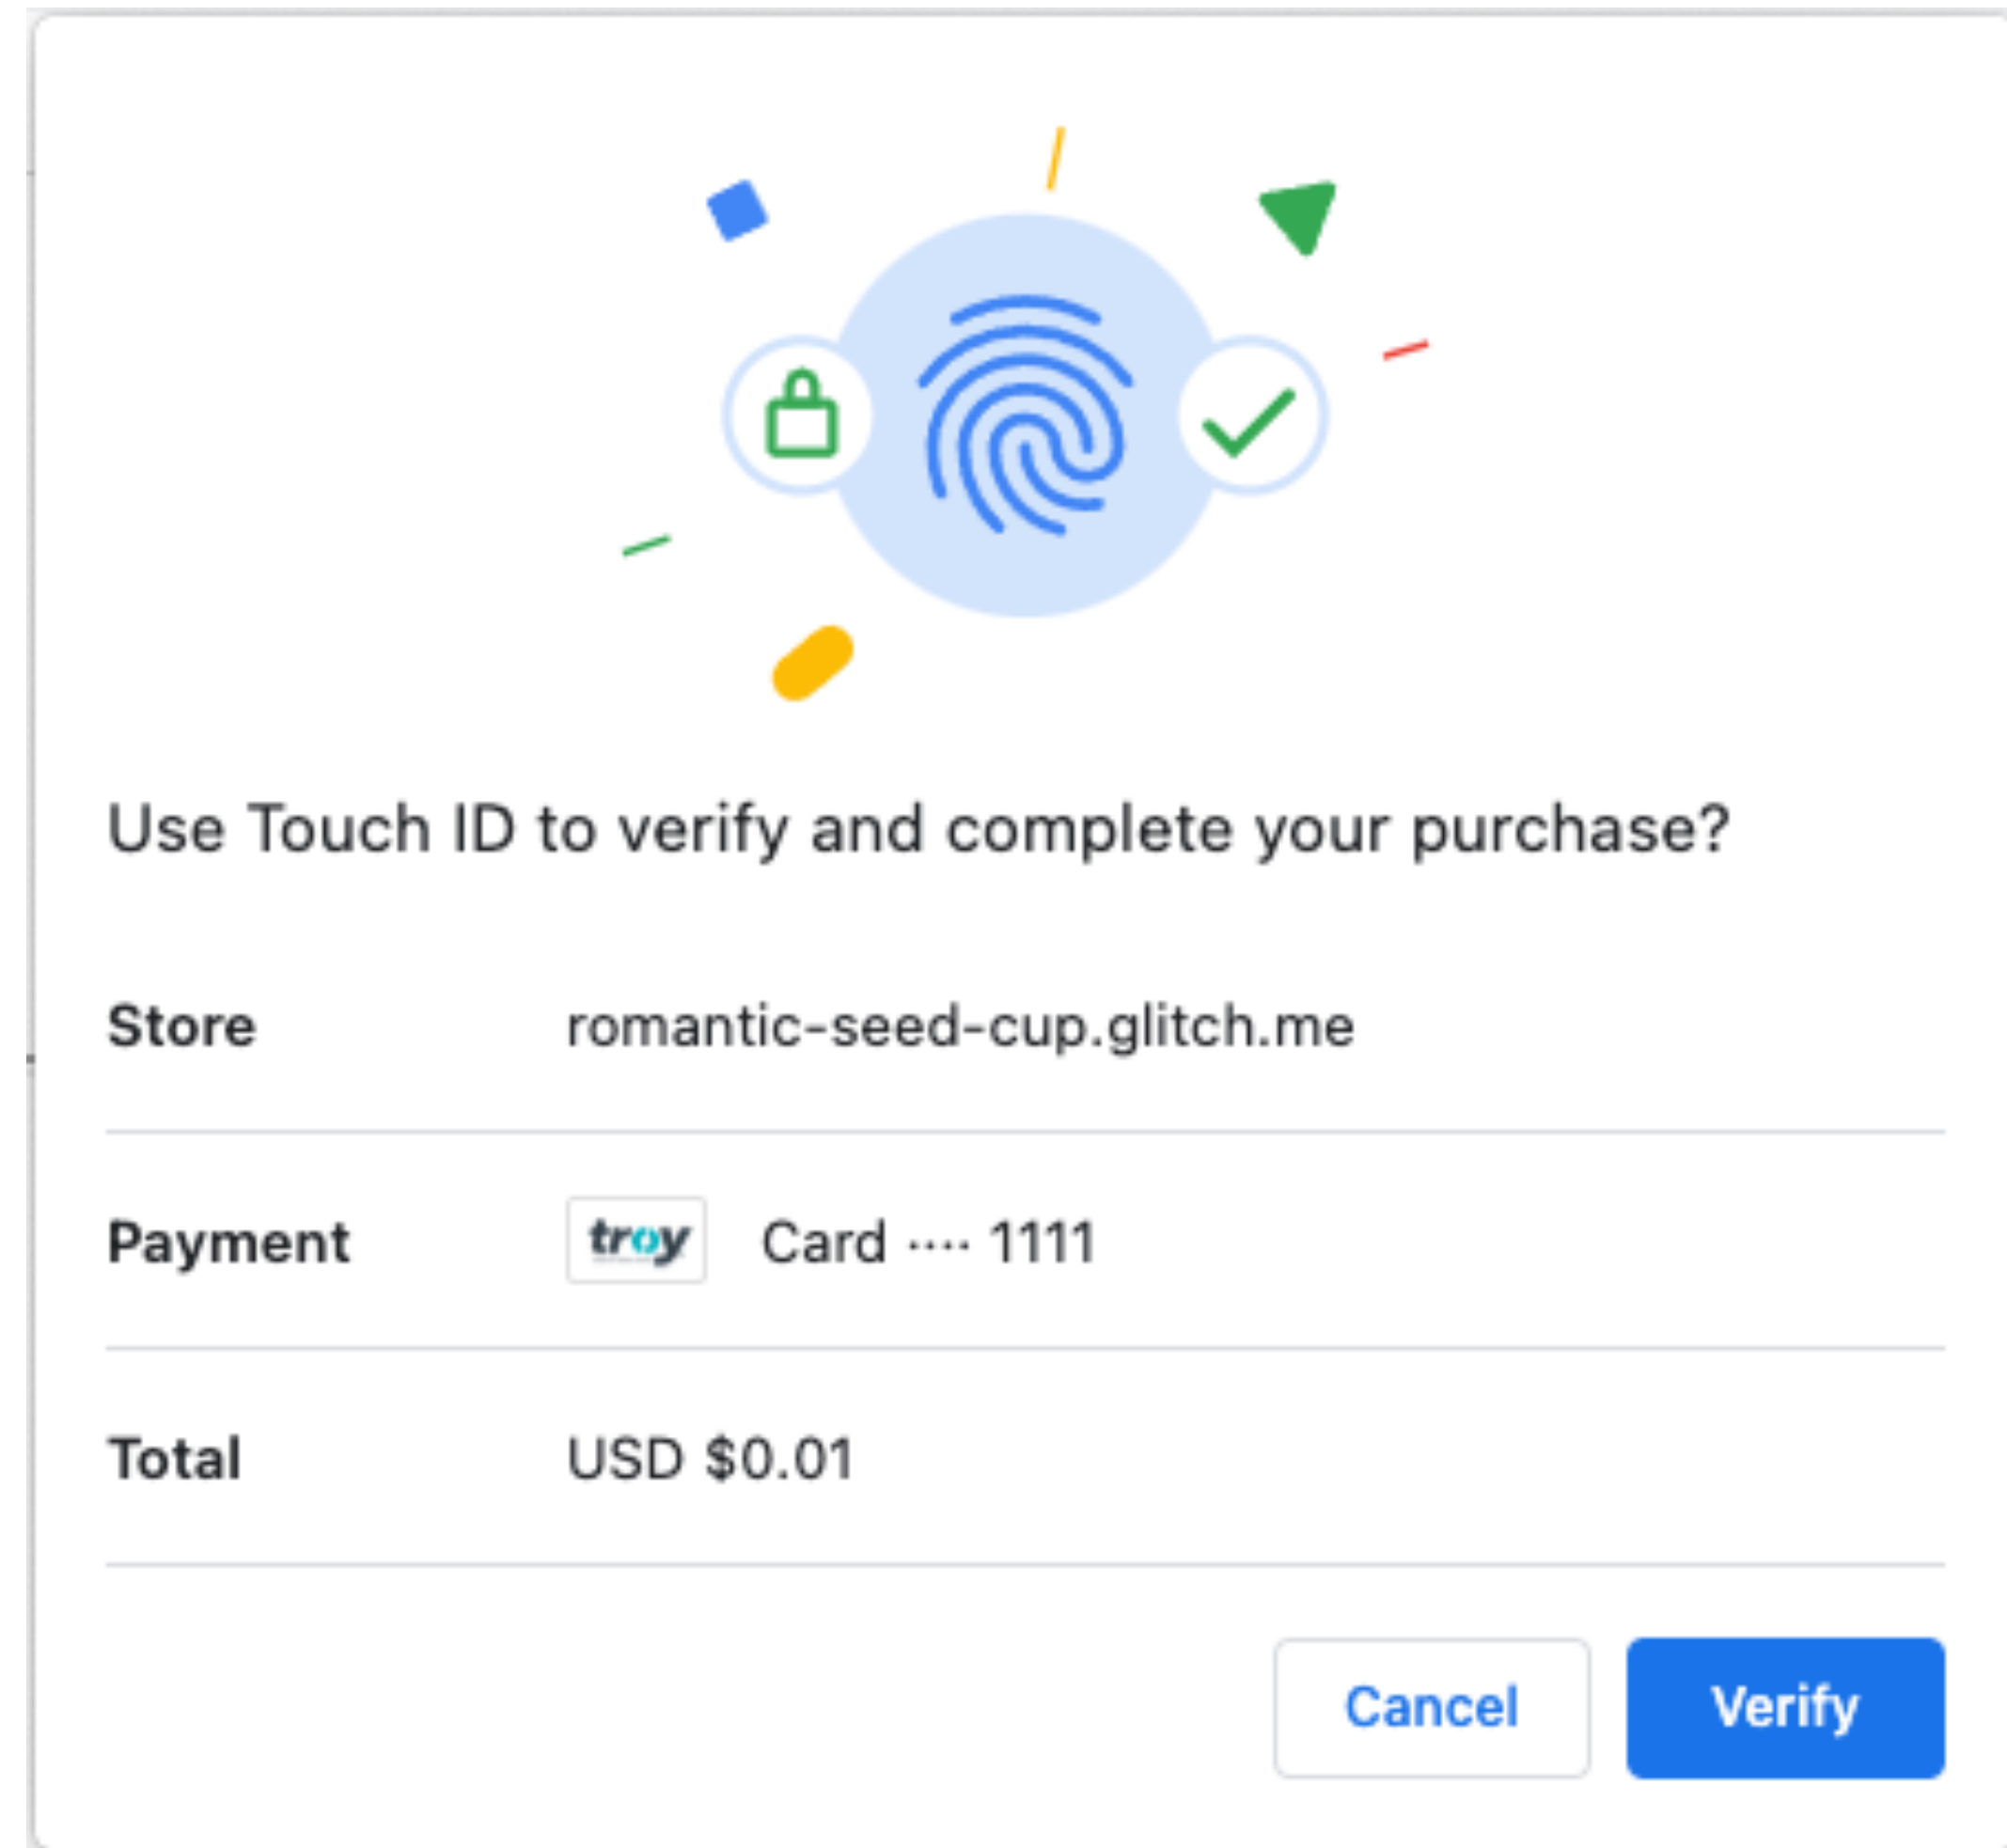 Use Touch ID to verify and complete your purchase?
Store romantic-seed-cup.glitch.me
Payment troy Card ···· 1111
Total USD $0.01
Cancel Verify